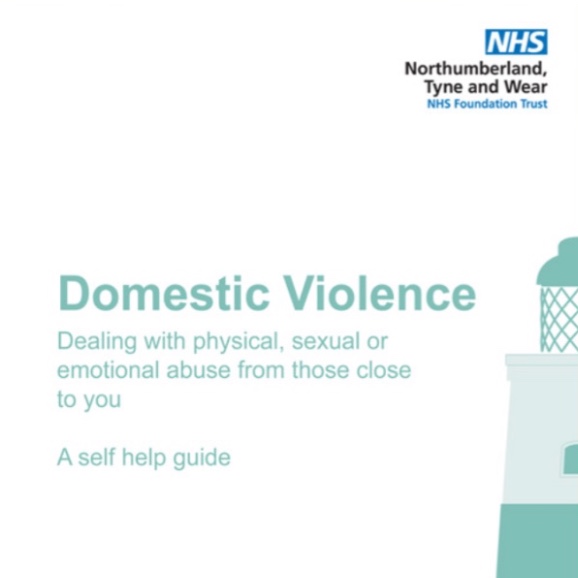 NHS
Northumberland,
Tyne and Wear
NHS Foundation Trust
Domestic Violence
Dealing with physical, sexual or
emotional abuse from those close
to you
A self help guide